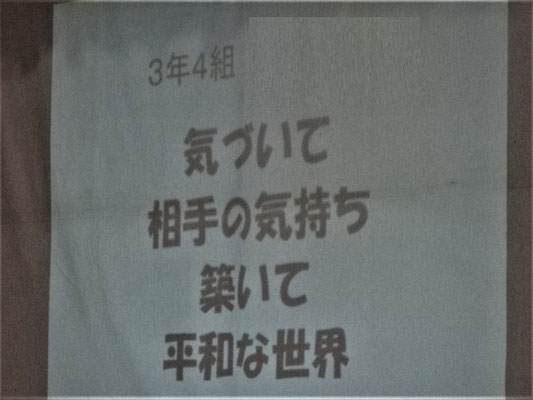 3年4組
気づいて
相手の気持ち
築いて
平和な世界